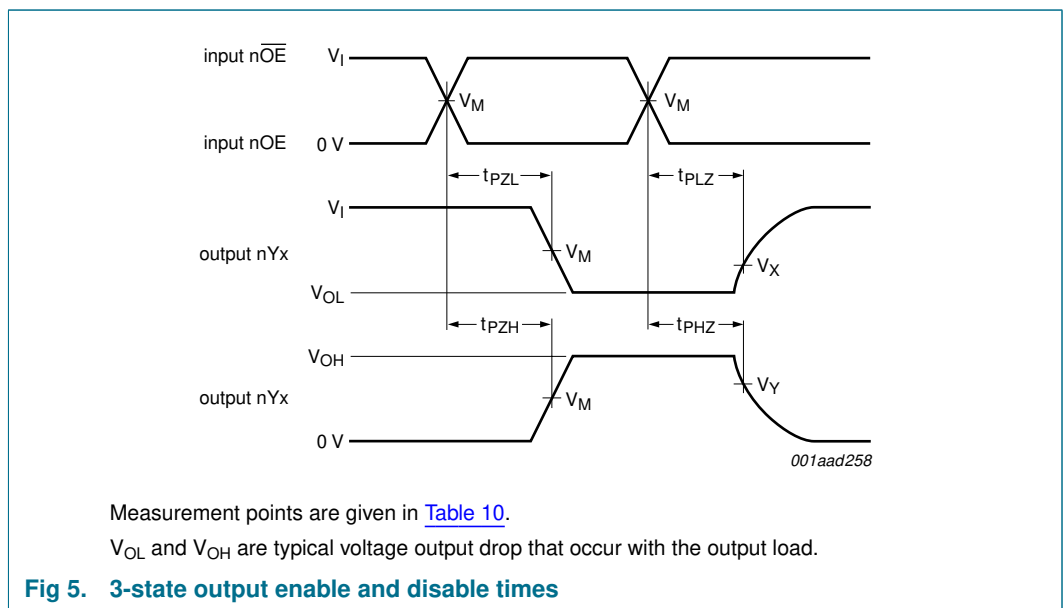 input nOE V_I
V_M V_M
input nOE 0 V
t_PZL t_PLZ
V_I
output nYx V_M V_X
V_OL
t_PZH t_PHZ
V_OH
output nYx V_M V_Y
0 V
001aad258
Measurement points are given in Table 10.
V_OL and V_OH are typical voltage output drop that occur with the output load.
Fig 5. 3-state output enable and disable times